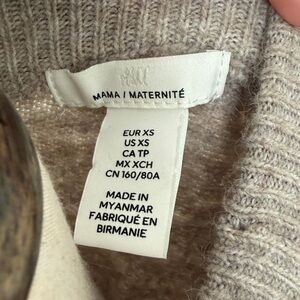 MAMA / MATERNITÉ
EUR XS
US XS
CA TP
MX XCH
CN 160/80A
MADE IN
MYANMAR
FABRIQUÉ EN
BIRMANIE